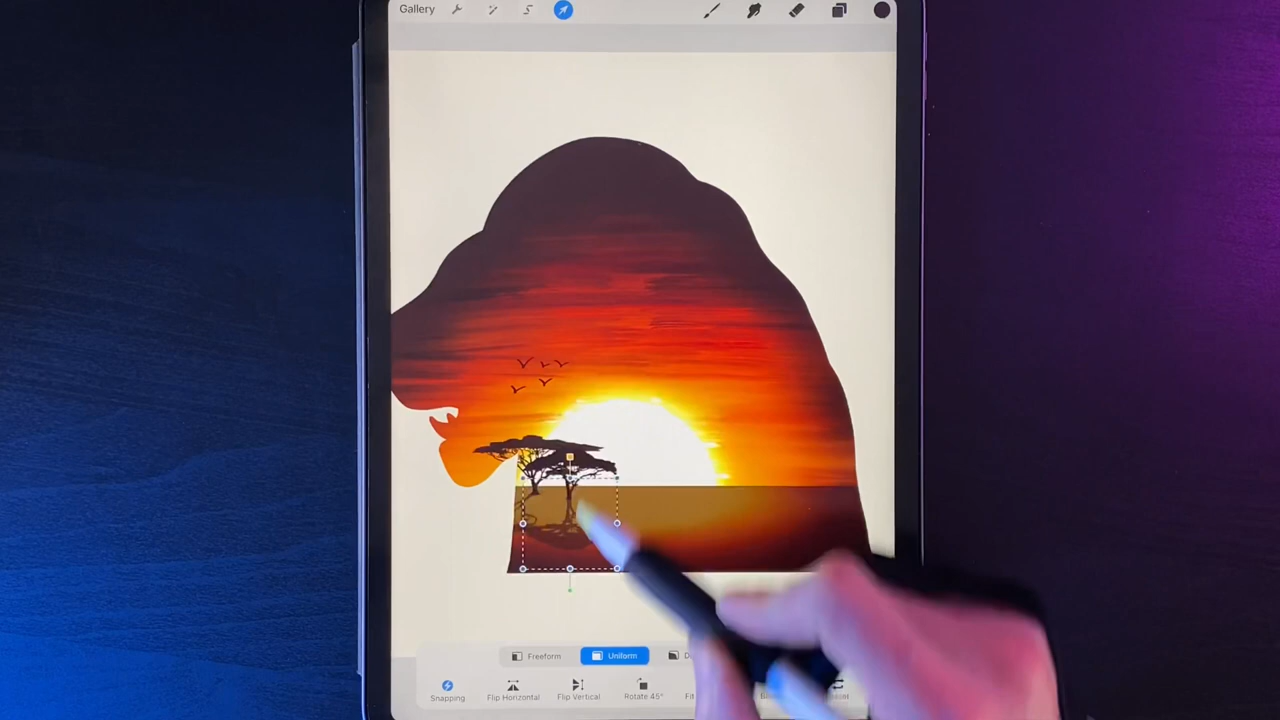 Gallery
Freeform
Uniform
Snapping
Flip Horizontal
Flip Vertical
Rotate 45°